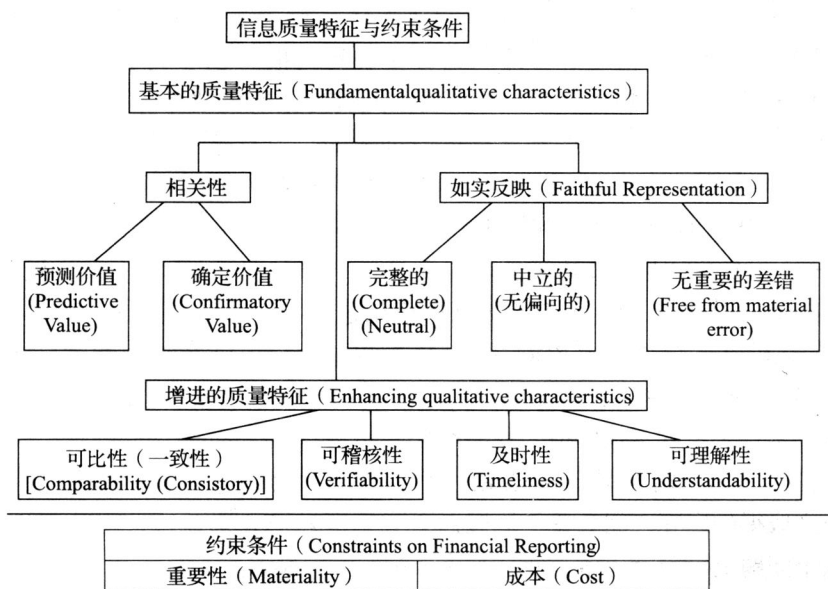 信息质量特征与约束条件
基本的质量特征（Fundamentalqualitative characteristics）
相关性
如实反映（Faithful Representation）
预测价值
(Predictive
Value)
确定价值
(Confirmatory
Value)
完整的
(Complete)
(Neutral)
中立的
(无偏向的)
无重要的差错
(Free from material
error)
增进的质量特征（Enhancing qualitative characteristics)
可比性（一致性）
[Comparability (Consistory)]
可稽核性
(Verifiability)
及时性
(Timeliness)
可理解性
(Understandability)
约束条件（Constraints on Financial Reporting)
重要性（Materiality）
成本（Cost）